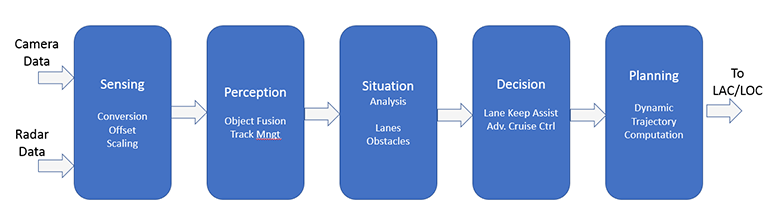 Camera
Data
Radar
Data
Sensing
Conversion
Offset
Scaling
Perception
Object Fusion
Track Mngt
Situation
Analysis
Lanes
Obstacles
Decision
Lane Keep Assist
Adv. Cruise Ctrl
Planning
Dynamic
Trajectory
Computation
To
LAC/LOC